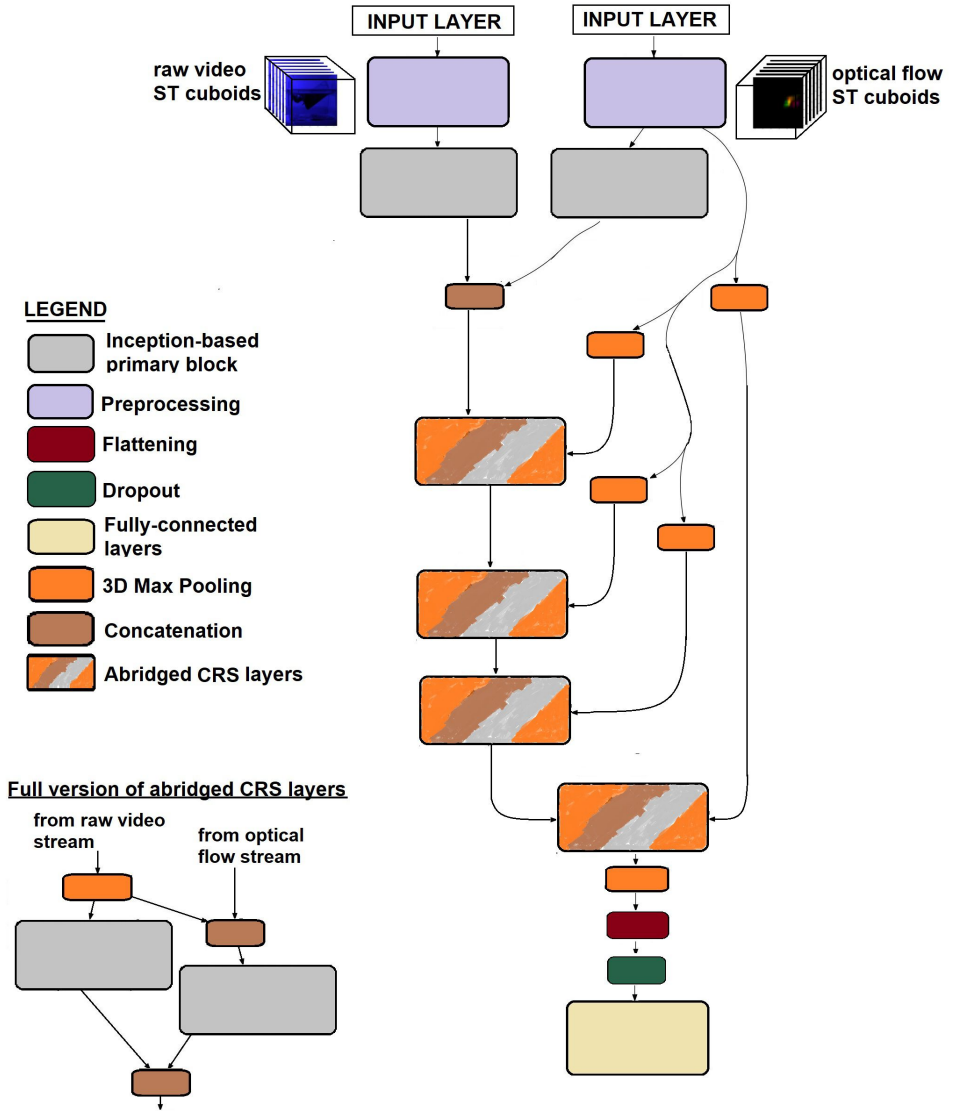 INPUT LAYER
INPUT LAYER
raw video
ST cuboids
optical flow
ST cuboids
LEGEND
Inception-based
primary block
Preprocessing
Flattening
Dropout
Fully-connected
layers
3D Max Pooling
Concatenation
Abridged CRS layers
Full version of abridged CRS layers
from raw video
stream
from optical
flow stream